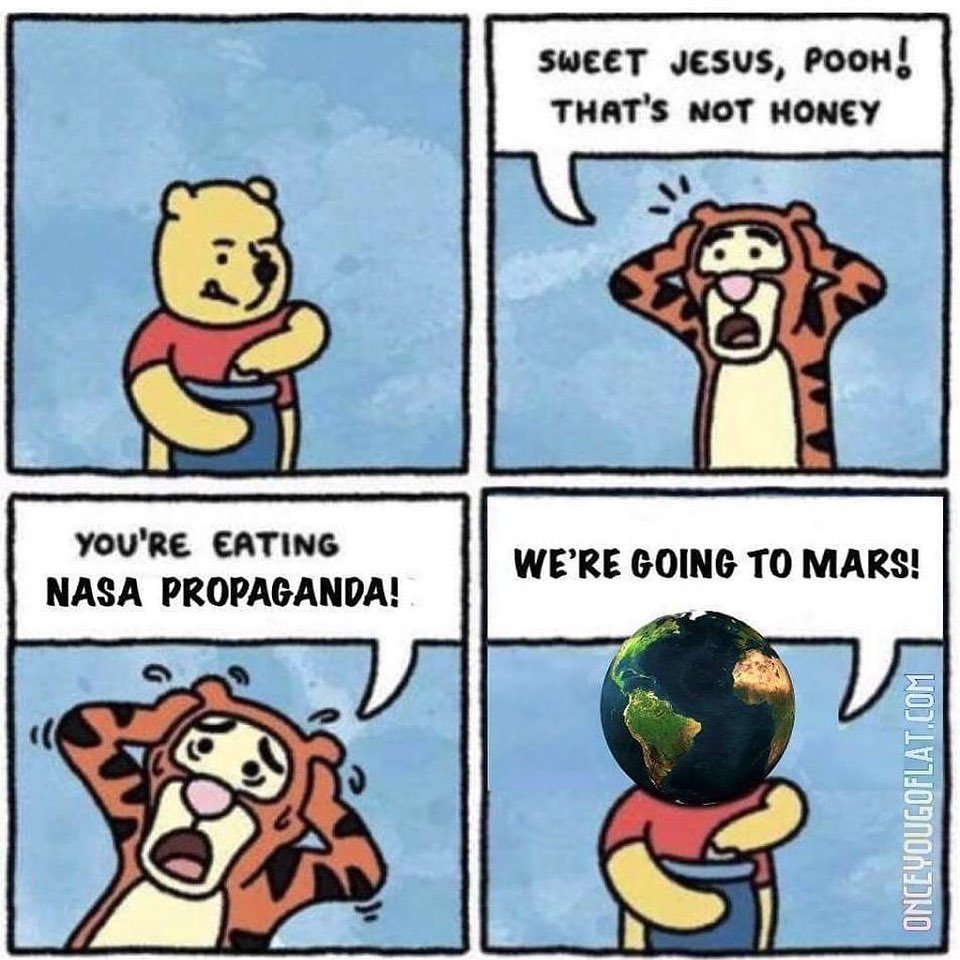 SWEET JESUS, POOH!
THAT'S NOT HONEY
YOU'RE EATING
NASA PROPAGANDA!
WE'RE GOING TO MARS!
ONCEYOUGOFLAT.COM